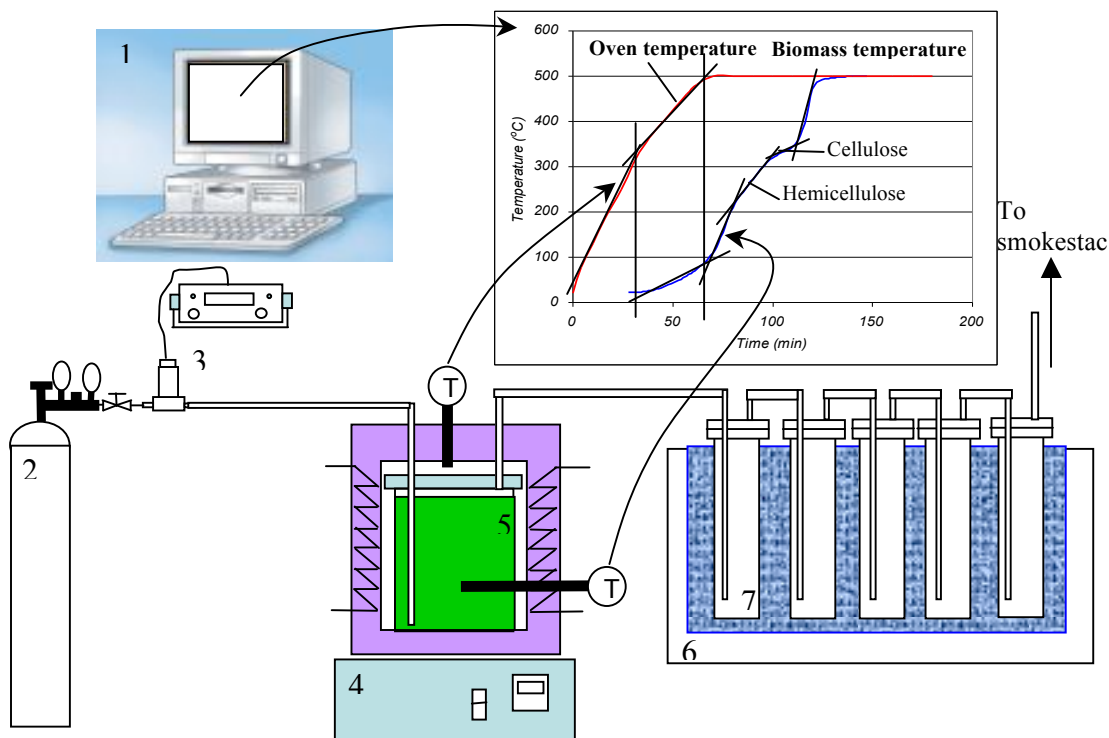 1
600
500
400
300
200
100
0
Temperature (°C)
Oven temperature
Biomass temperature
Cellulose
Hemicellulose
0
50
100
150
200
Time (min)
To
smokestac
3
2
T
5
T
4
7
6